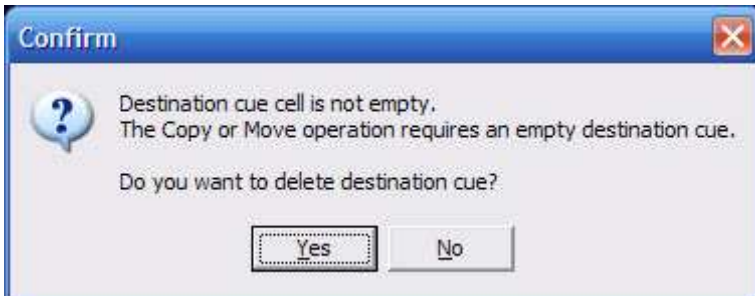 Confirm
Destination cue cell is not empty.
The Copy or Move operation requires an empty destination cue.
Do you want to delete destination cue?
Yes No